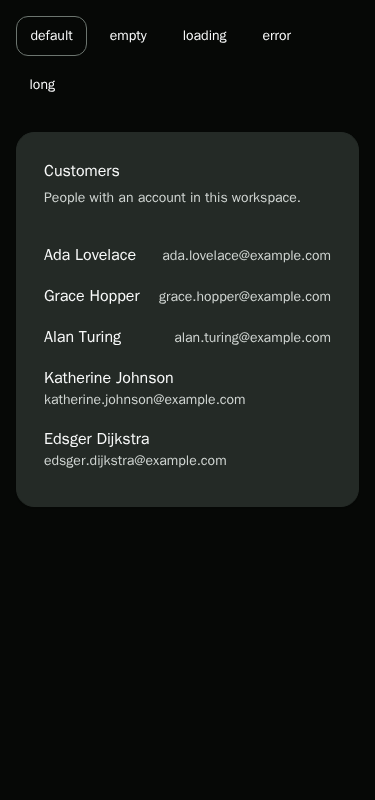 default empty loading error
long
Customers
People with an account in this workspace.
Ada Lovelace ada.lovelace@example.com
Grace Hopper grace.hopper@example.com
Alan Turing alan.turing@example.com
Katherine Johnson
katherine.johnson@example.com
Edsger Dijkstra
edsger.dijkstra@example.com